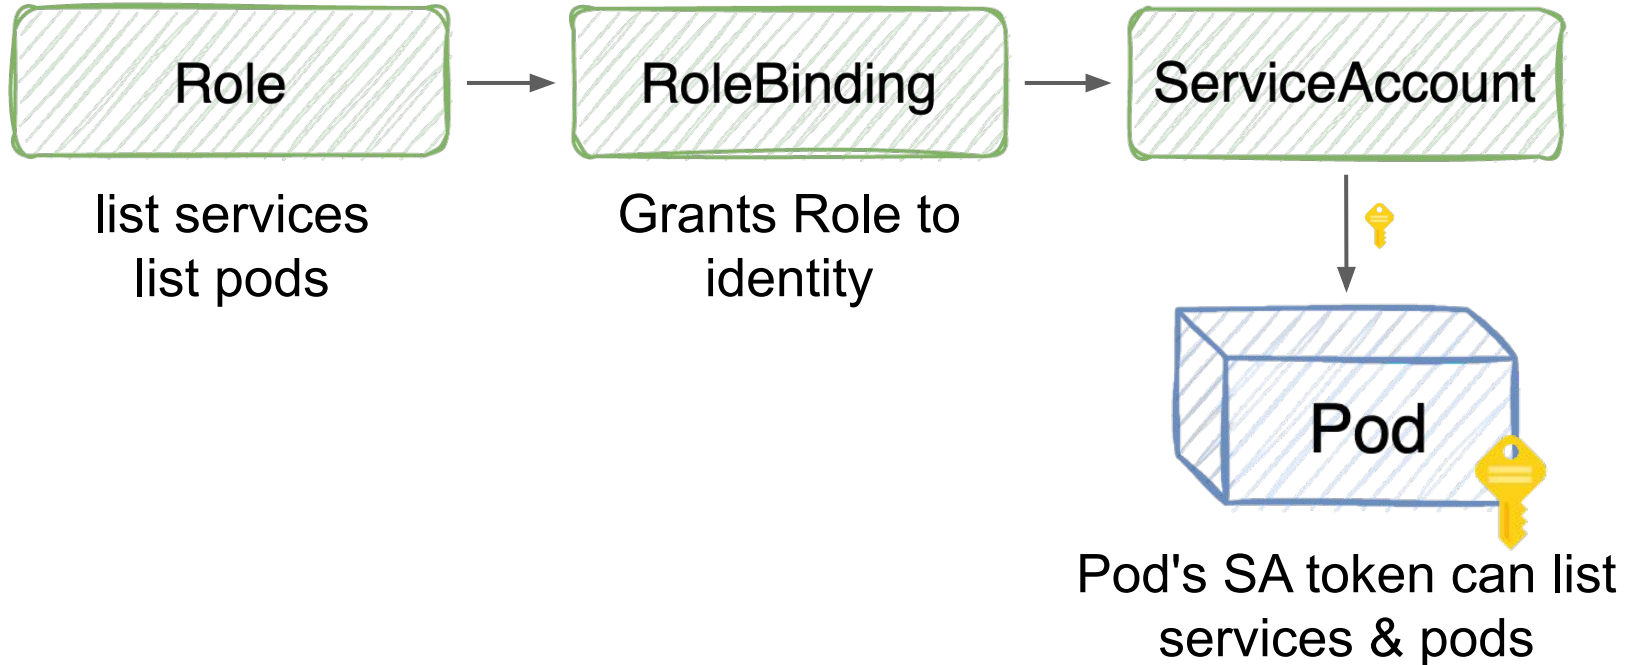 Role
RoleBinding
ServiceAccount
list services
list pods
Grants Role to
identity
Pod
Pod's SA token can list
services & pods